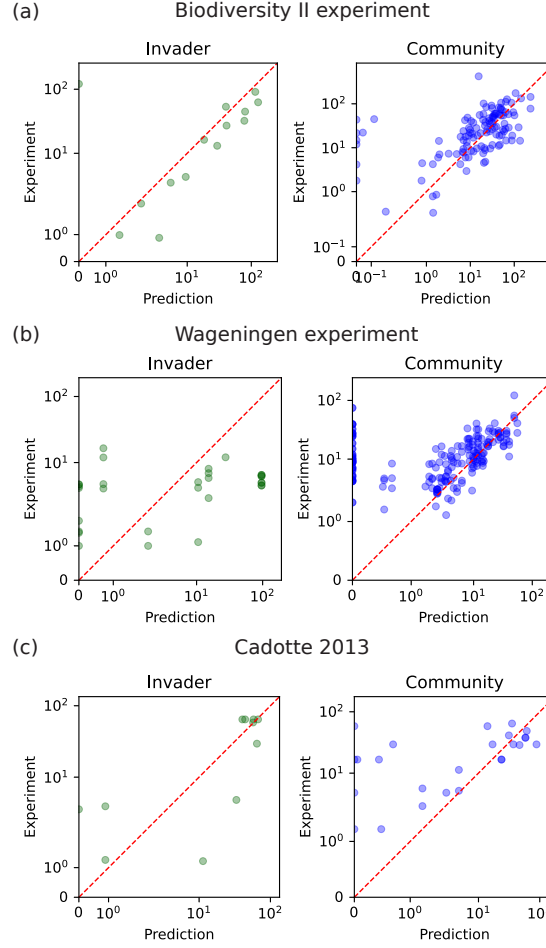 (a) Biodiversity II experiment
Invader Community
Experiment
10²
10¹
10⁰
0
0 10⁰ 10¹ 10²
Prediction
Experiment
10²
10¹
10⁰
10⁻¹
0
0 10⁻¹ 10⁰ 10¹ 10²
Prediction
(b) Wageningen experiment
Invader Community
Experiment
10²
10¹
10⁰
0
0 10⁰ 10¹ 10²
Prediction
Experiment
10²
10¹
10⁰
0
0 10⁰ 10¹ 10²
Prediction
(c) Cadotte 2013
Invader Community
Experiment
10²
10¹
10⁰
0
0 10⁰ 10¹ 10²
Prediction
Experiment
10²
10¹
10⁰
0
0 10⁰ 10¹
Prediction